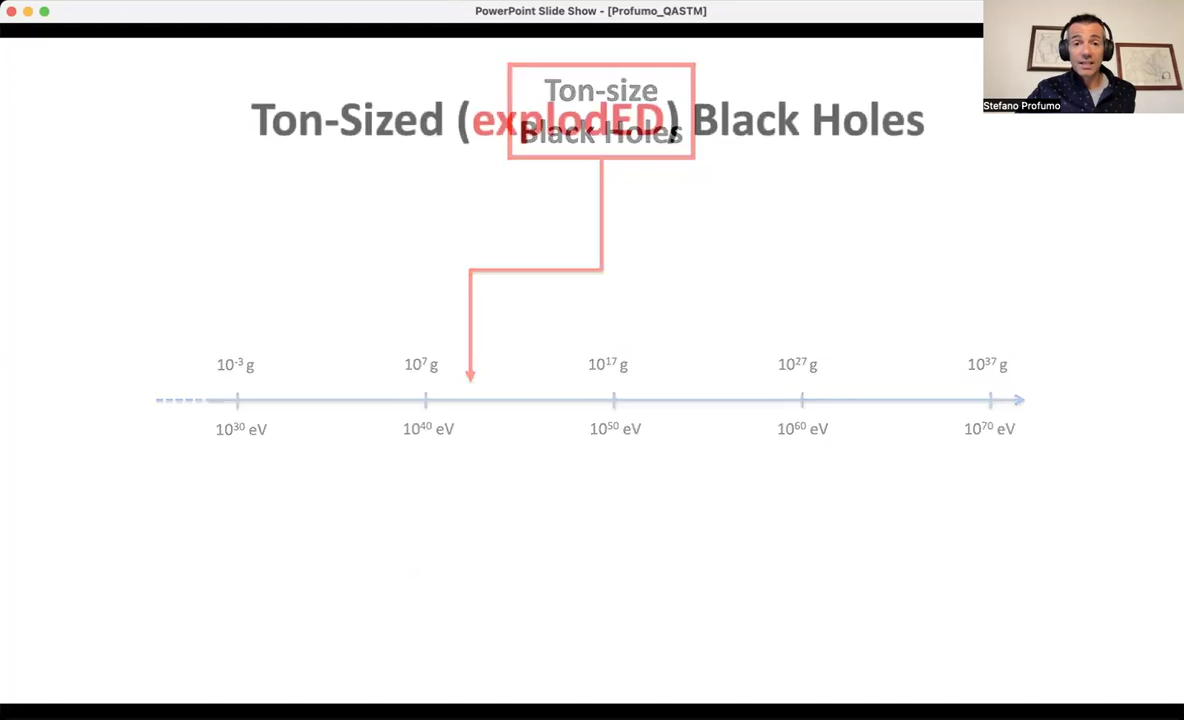 PowerPoint Slide Show - [Profumo_QASTM]
Stefano Profumo
Ton-size
Black Holes
Ton-Sized (explodED) Black Holes
10⁻³ g 10⁷ g 10¹⁷ g 10²⁷ g 10³⁷ g
10³⁰ eV 10⁴⁰ eV 10⁵⁰ eV 10⁶⁰ eV 10⁷⁰ eV